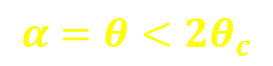 α = θ < 2θ_c